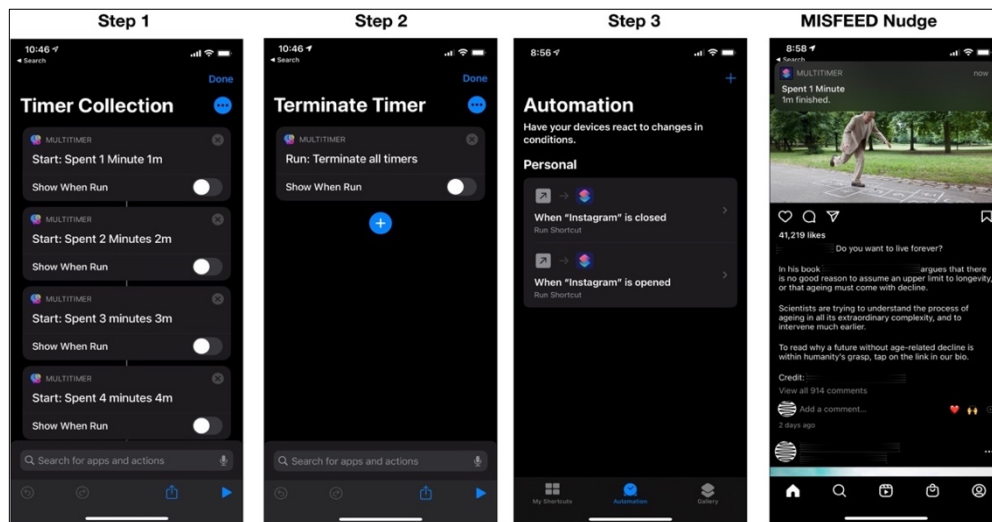 Step 1
10:46
Search
Done
Timer Collection
MULTITIMER
Start: Spent 1 Minute 1m
Show When Run
MULTITIMER
Start: Spent 2 Minutes 2m
Show When Run
MULTITIMER
Start: Spent 3 minutes 3m
Show When Run
MULTITIMER
Start: Spent 4 minutes 4m
Show When Run
Search for apps and actions
Step 2
10:46
Search
Done
Terminate Timer
MULTITIMER
Run: Terminate all timers
Show When Run
Search for apps and actions
Step 3
8:56
Automation
Have your devices react to changes in
conditions.
Personal
When “Instagram” is closed
Run Shortcut
When “Instagram” is opened
Run Shortcut
My Shortcuts
Automation
Gallery
MISFEED Nudge
8:58
Search
MULTITIMER
now
Spent 1 Minute
1m finished.
41,219 likes
Do you want to live forever?
In his book argues that there
is no good reason to assume an upper limit to longevity,
or that ageing must come with decline.
Scientists are trying to understand the process of
ageing in all its extraordinary complexity, and to
intervene much earlier.
To read why a future without age-related decline is
within humanity's grasp, tap on the link in our bio.
Credit:
View all 914 comments
Add a comment...
2 days ago